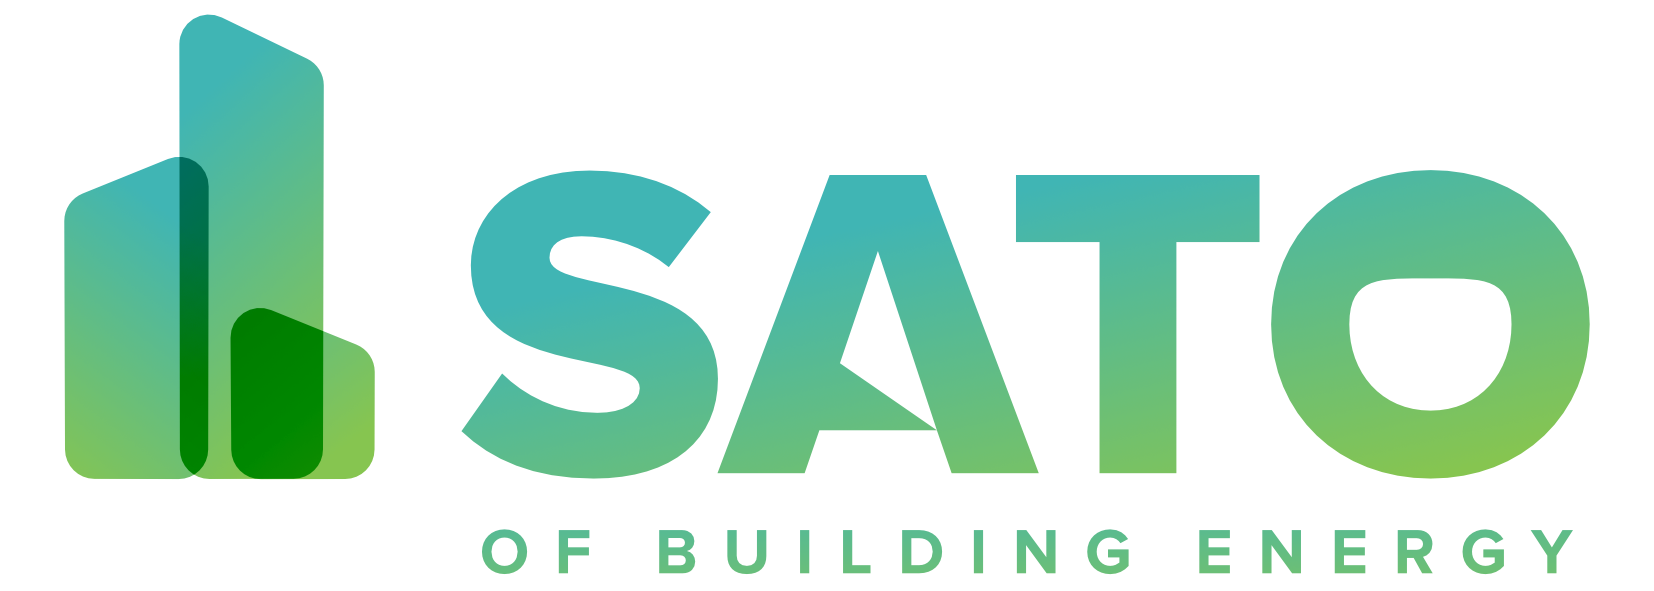 SATO
OF BUILDING ENERGY